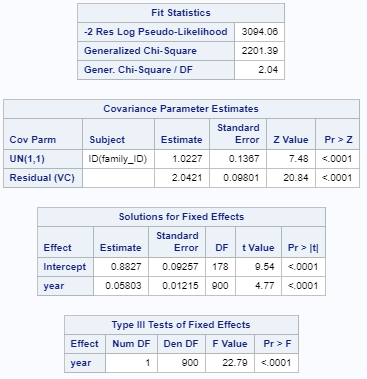 Fit Statistics
-2 Res Log Pseudo-Likelihood 3094.06
Generalized Chi-Square 2201.39
Gener. Chi-Square / DF 2.04
Covariance Parameter Estimates
Cov Parm Subject Estimate Standard Error Z Value Pr > Z
UN(1,1) ID(family_ID) 1.0227 0.1367 7.48 <.0001
Residual (VC) 2.0421 0.09801 20.84 <.0001
Solutions for Fixed Effects
Effect Estimate Standard Error DF t Value Pr > |t|
Intercept 0.8827 0.09257 178 9.54 <.0001
year 0.05803 0.01215 900 4.77 <.0001
Type III Tests of Fixed Effects
Effect Num DF Den DF F Value Pr > F
year 1 900 22.79 <.0001